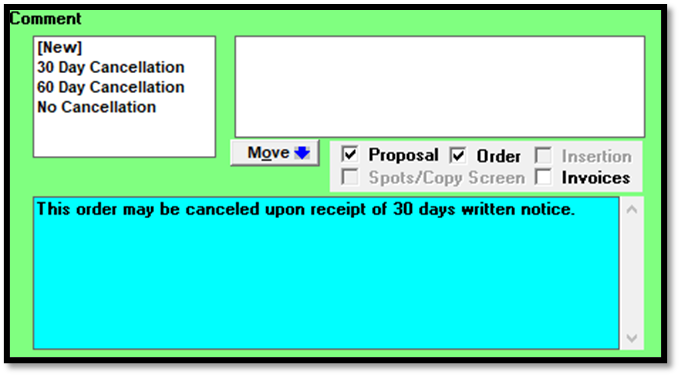 Comment
[New]
30 Day Cancellation
60 Day Cancellation
No Cancellation
Move
Proposal Order Insertion
Spots/Copy Screen Invoices
This order may be canceled upon receipt of 30 days written notice.